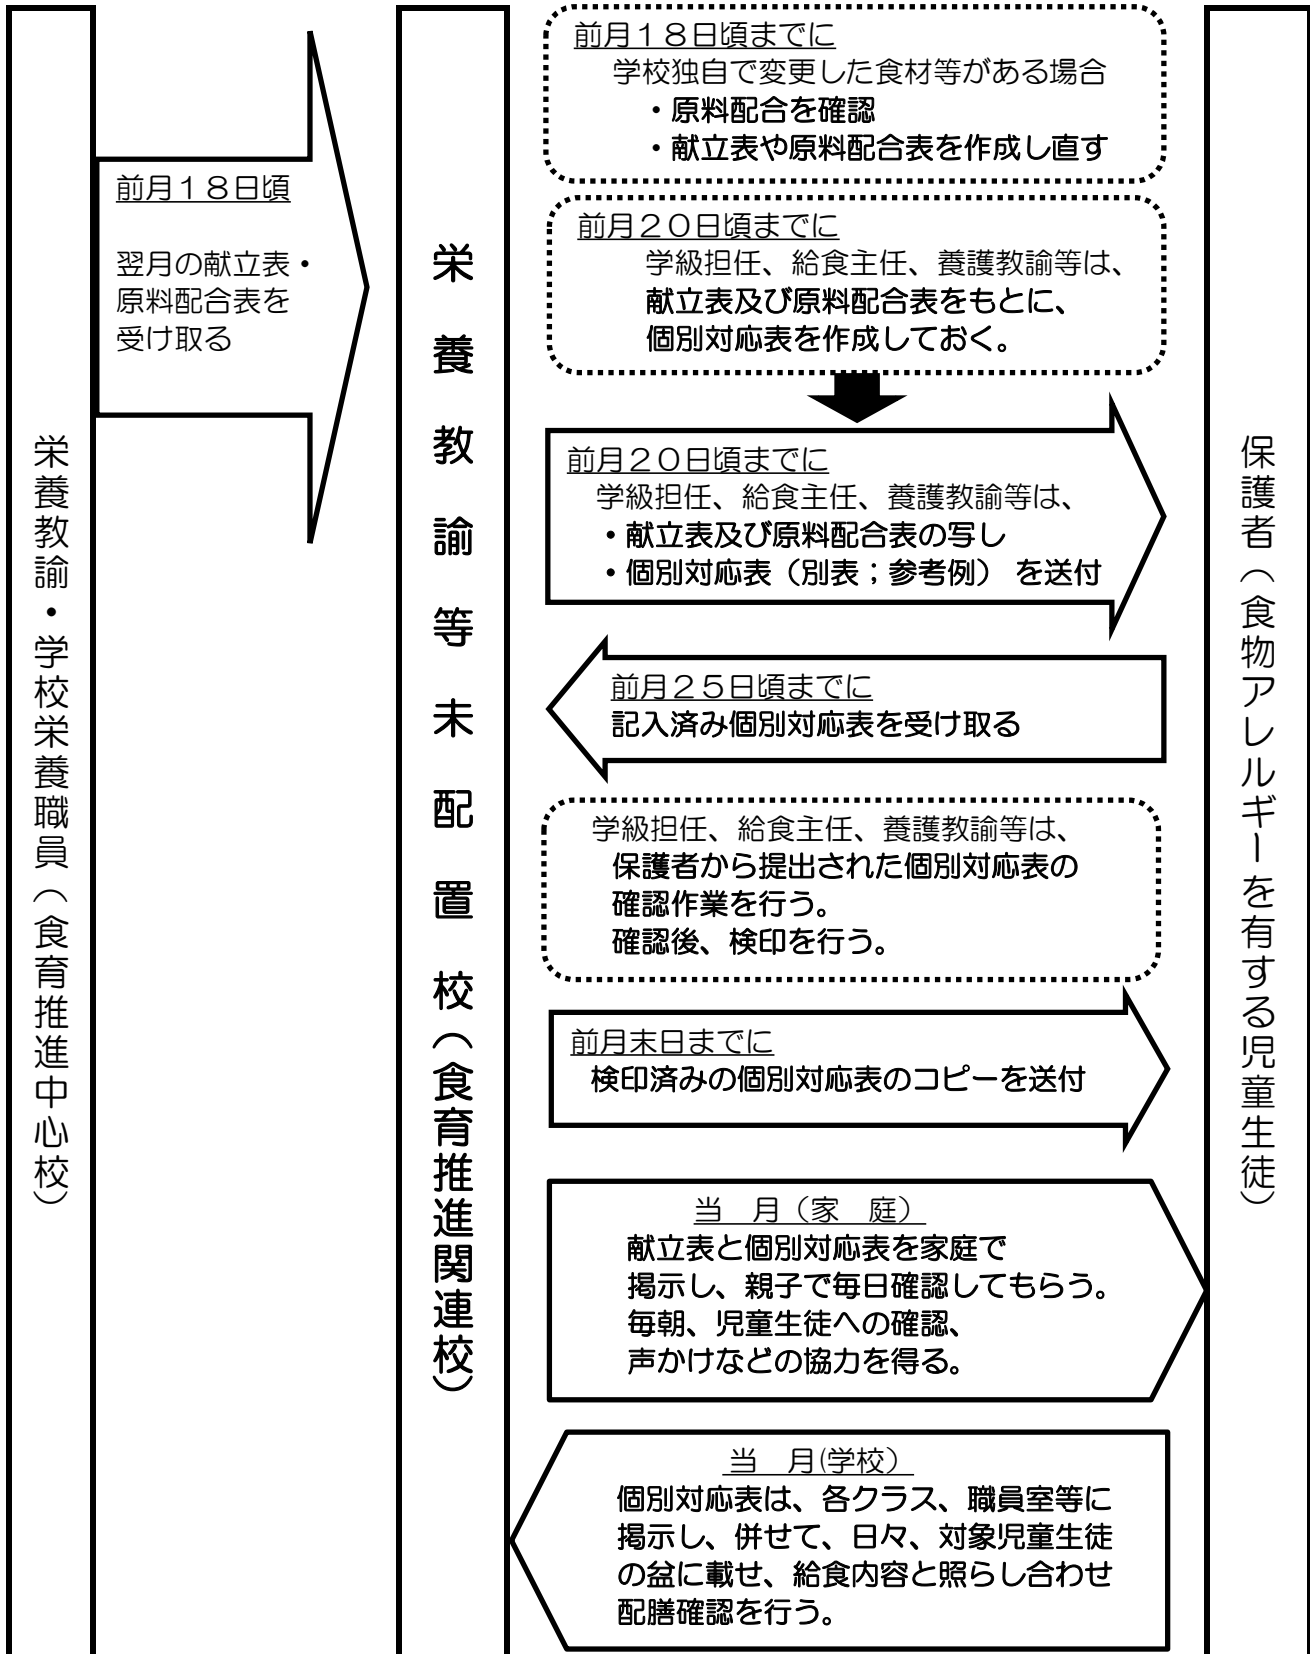 栄養教諭・学校栄養職員（食育推進中心校）
前月１８日頃
翌月の献立表・
原料配合表を
受け取る
栄養教諭等未配置校（食育推進関連校）
前月１８日頃までに
学校独自で変更した食材等がある場合
・原料配合を確認
・献立表や原料配合表を作成し直す
前月２０日頃までに
学級担任、給食主任、養護教諭等は、
献立表及び原料配合表をもとに、
個別対応表を作成しておく。
前月２０日頃までに
学級担任、給食主任、養護教諭等は、
・献立表及び原料配合表の写し
・個別対応表（別表；参考例） を送付
前月２５日頃までに
記入済み個別対応表を受け取る
学級担任、給食主任、養護教諭等は、
保護者から提出された個別対応表の
確認作業を行う。
確認後、検印を行う。
前月末日までに
検印済みの個別対応表のコピーを送付
当　月（家　庭）
献立表と個別対応表を家庭で
掲示し、親子で毎日確認してもらう。
毎朝、児童生徒への確認、
声かけなどの協力を得る。
当　月(学校）
個別対応表は、各クラス、職員室等に
掲示し、併せて、日々、対象児童生徒
の盆に載せ、給食内容と照らし合わせ
配膳確認を行う。
保護者（食物アレルギーを有する児童生徒）